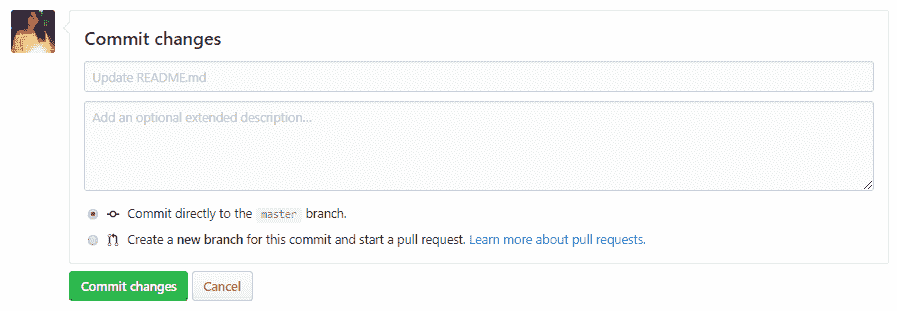 Commit changes
Update README.md
Add an optional extended description...
Commit directly to the master branch.
Create a new branch for this commit and start a pull request. Learn more about pull requests.
Commit changes
Cancel